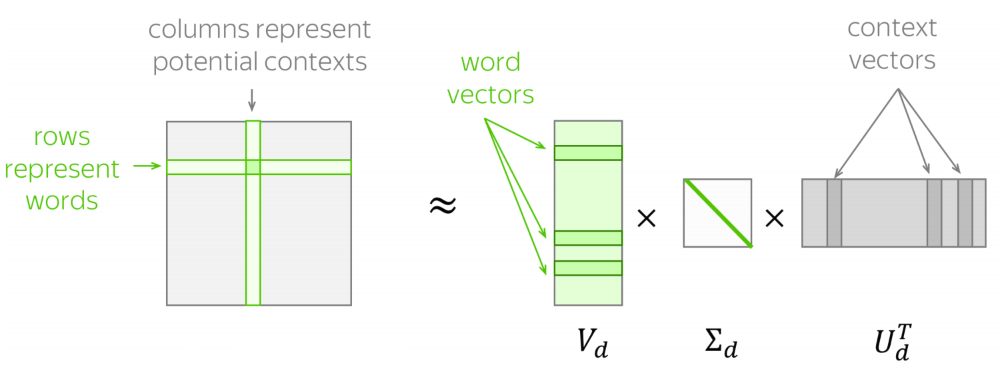 columns represent
potential contexts
rows
represent
words
≈
word
vectors
×
×
context
vectors
V_d
Σ_d
U_d^T